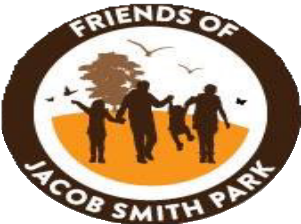 FRIENDS OF
JACOB SMITH PARK